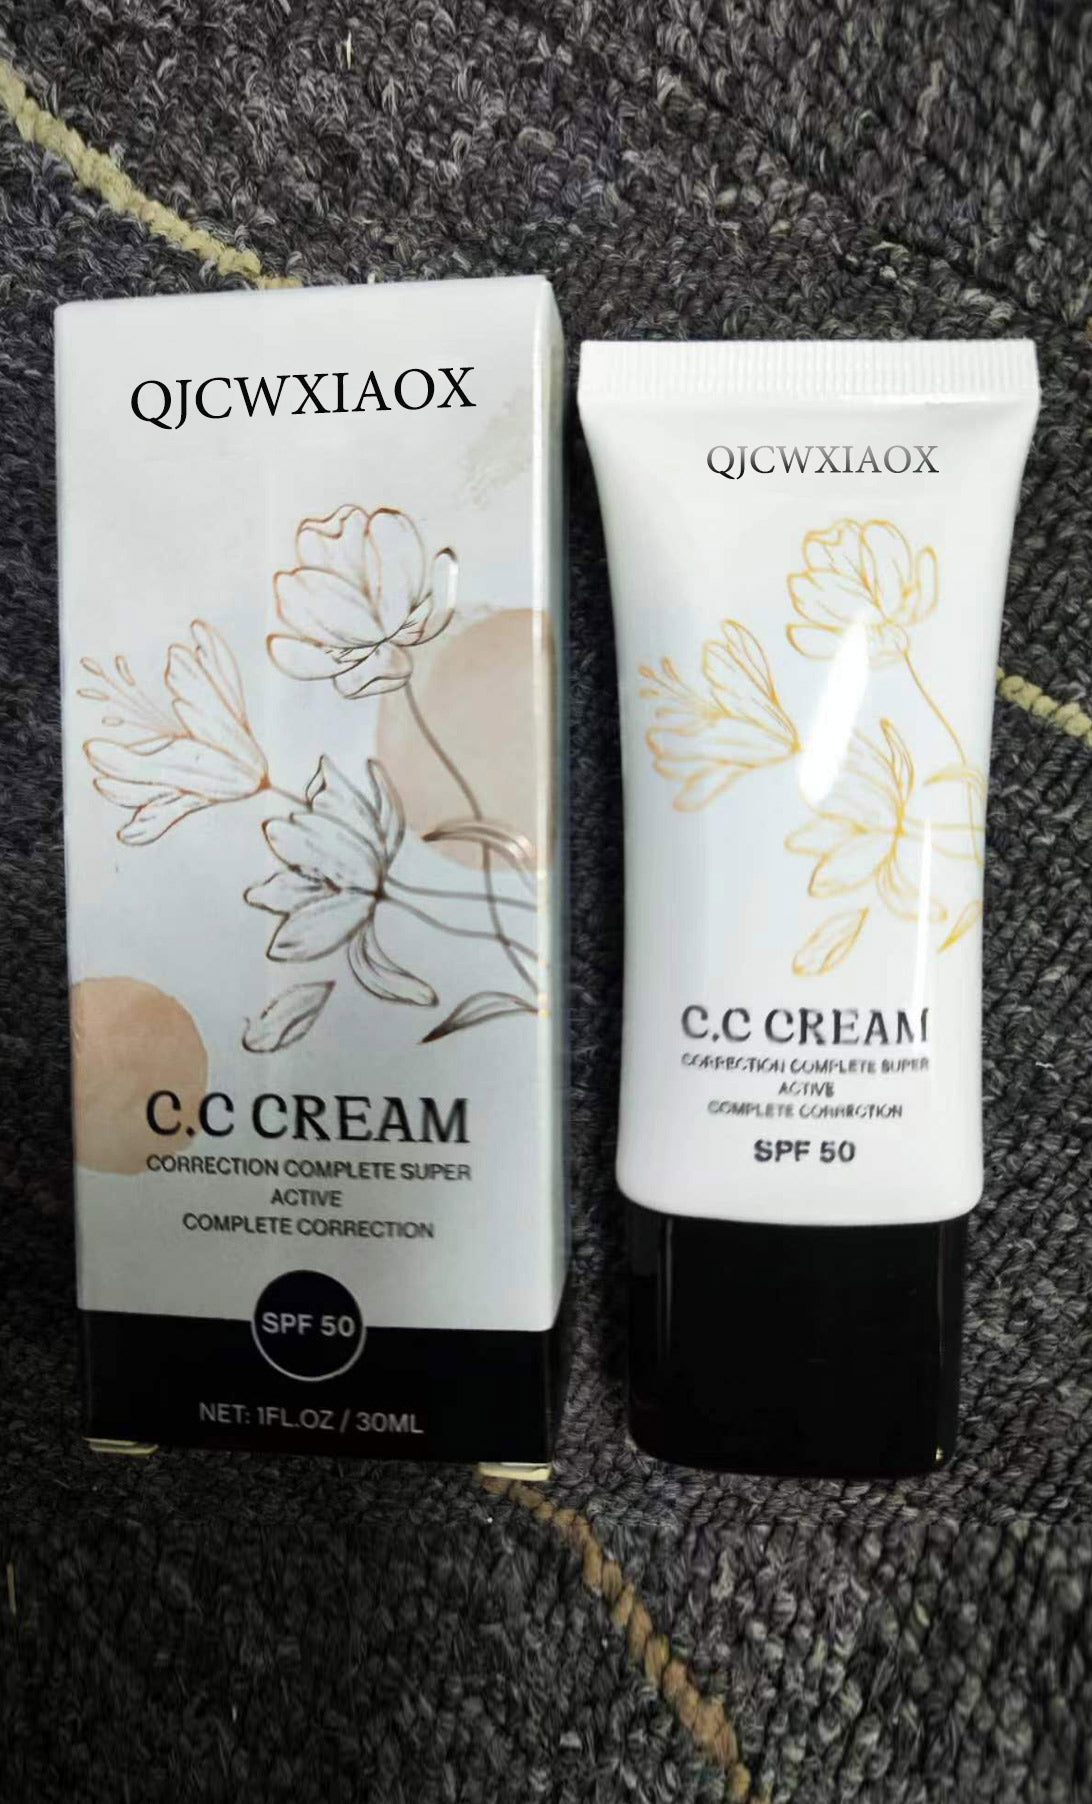 QJCWXIAOX
C.C CREAM
CORRECTION COMPLETE SUPER
ACTIVE
COMPLETE CORRECTION
SPF 50
NET: 1FL.OZ / 30ML
QJCWXIAOX
C.C CREAM
CORRECTION COMPLETE SUPER
ACTIVE
COMPLETE CORRECTION
SPF 50